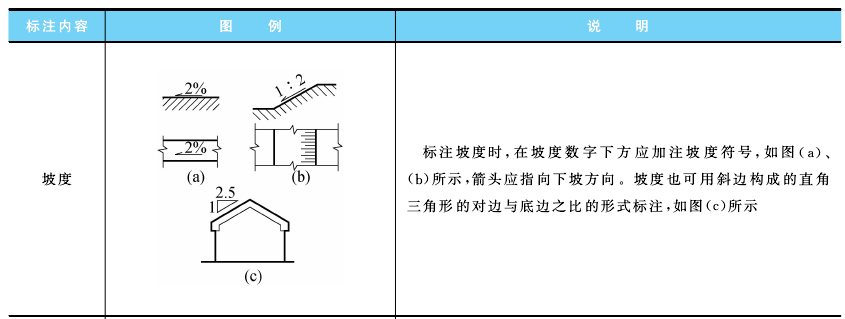 标注内容
图 例
说 明
坡度
2%
1:2
2%
(a)
(b)
2.5
1
(c)
标注坡度时,在坡度数字下方应加注坡度符号,如图(a)、
(b)所示,箭头应指向下坡方向。坡度也可用斜边构成的直角
三角形的对边与底边之比的形式标注,如图(c)所示